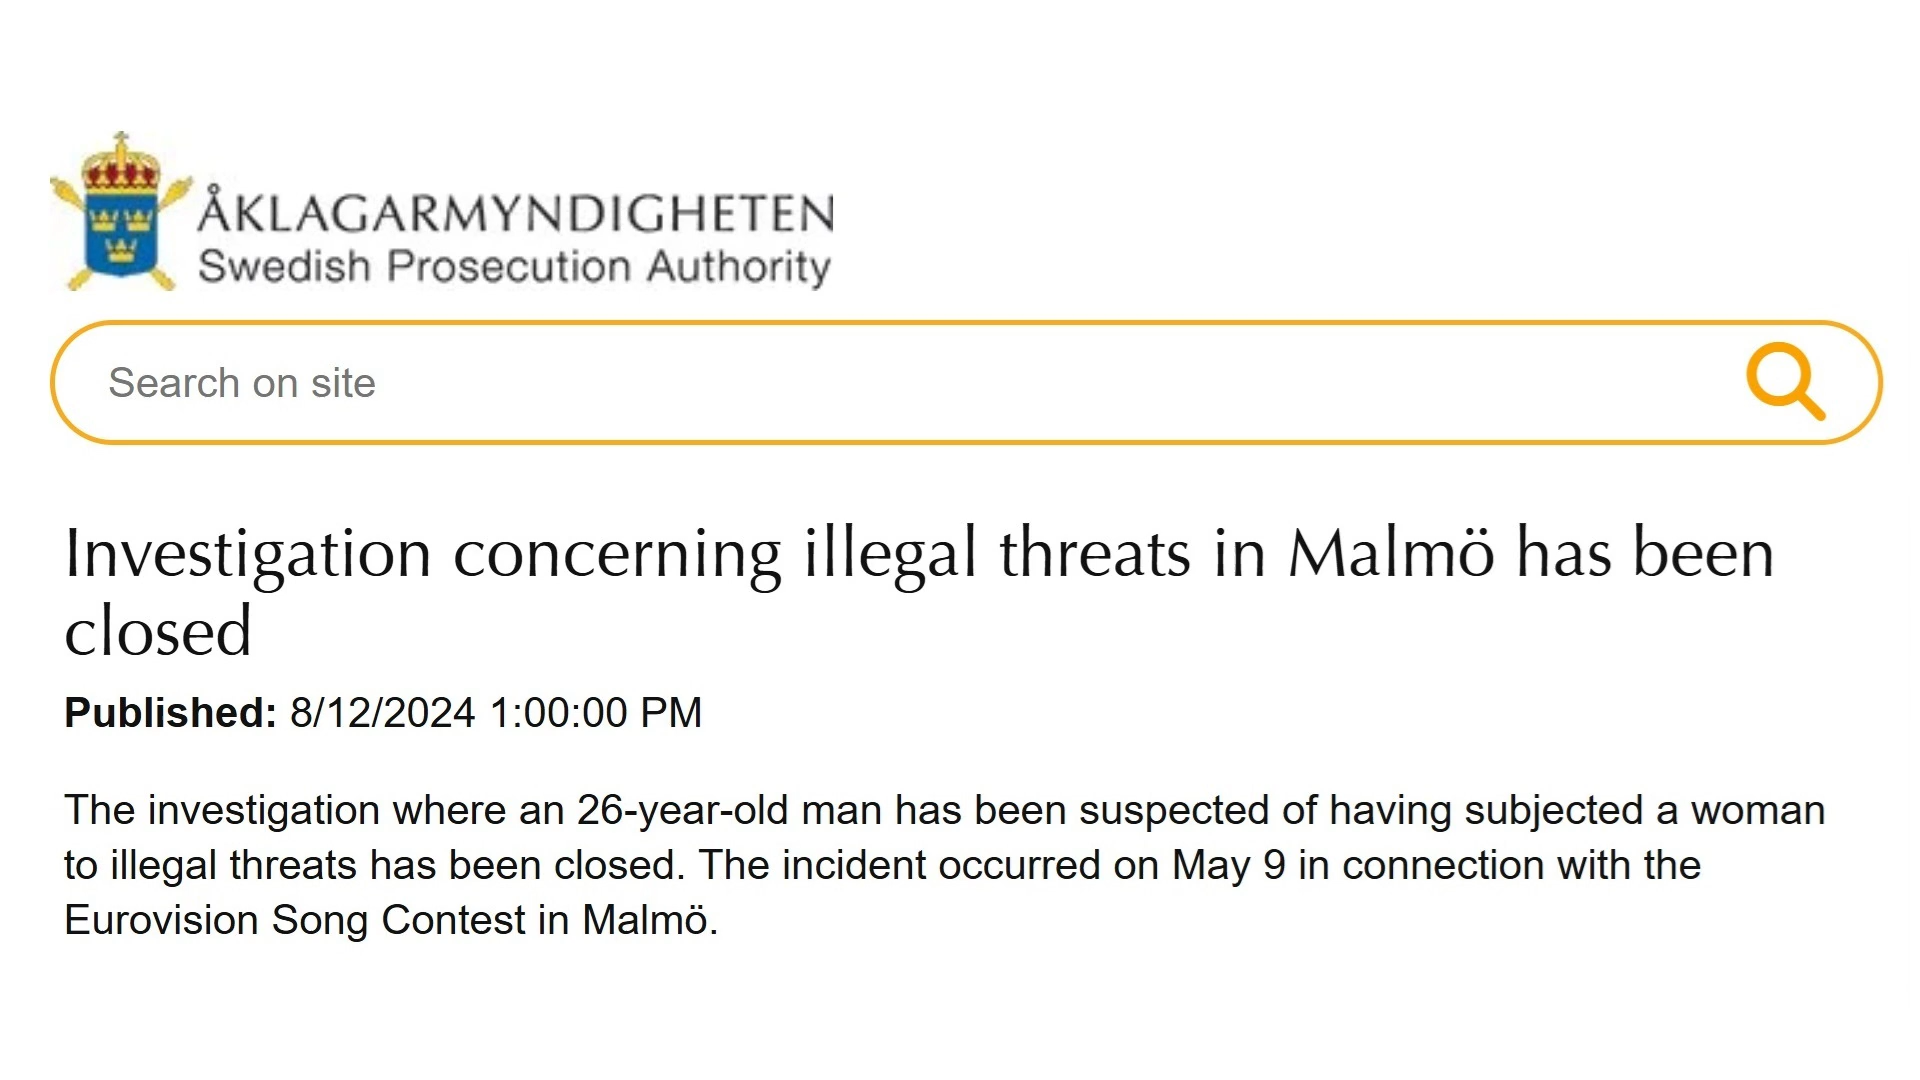 ÅKLAGARMYNDIGHETEN
Swedish Prosecution Authority
Search on site
Investigation concerning illegal threats in Malmö has been
closed
Published: 8/12/2024 1:00:00 PM
The investigation where an 26-year-old man has been suspected of having subjected a woman
to illegal threats has been closed. The incident occurred on May 9 in connection with the
Eurovision Song Contest in Malmö.